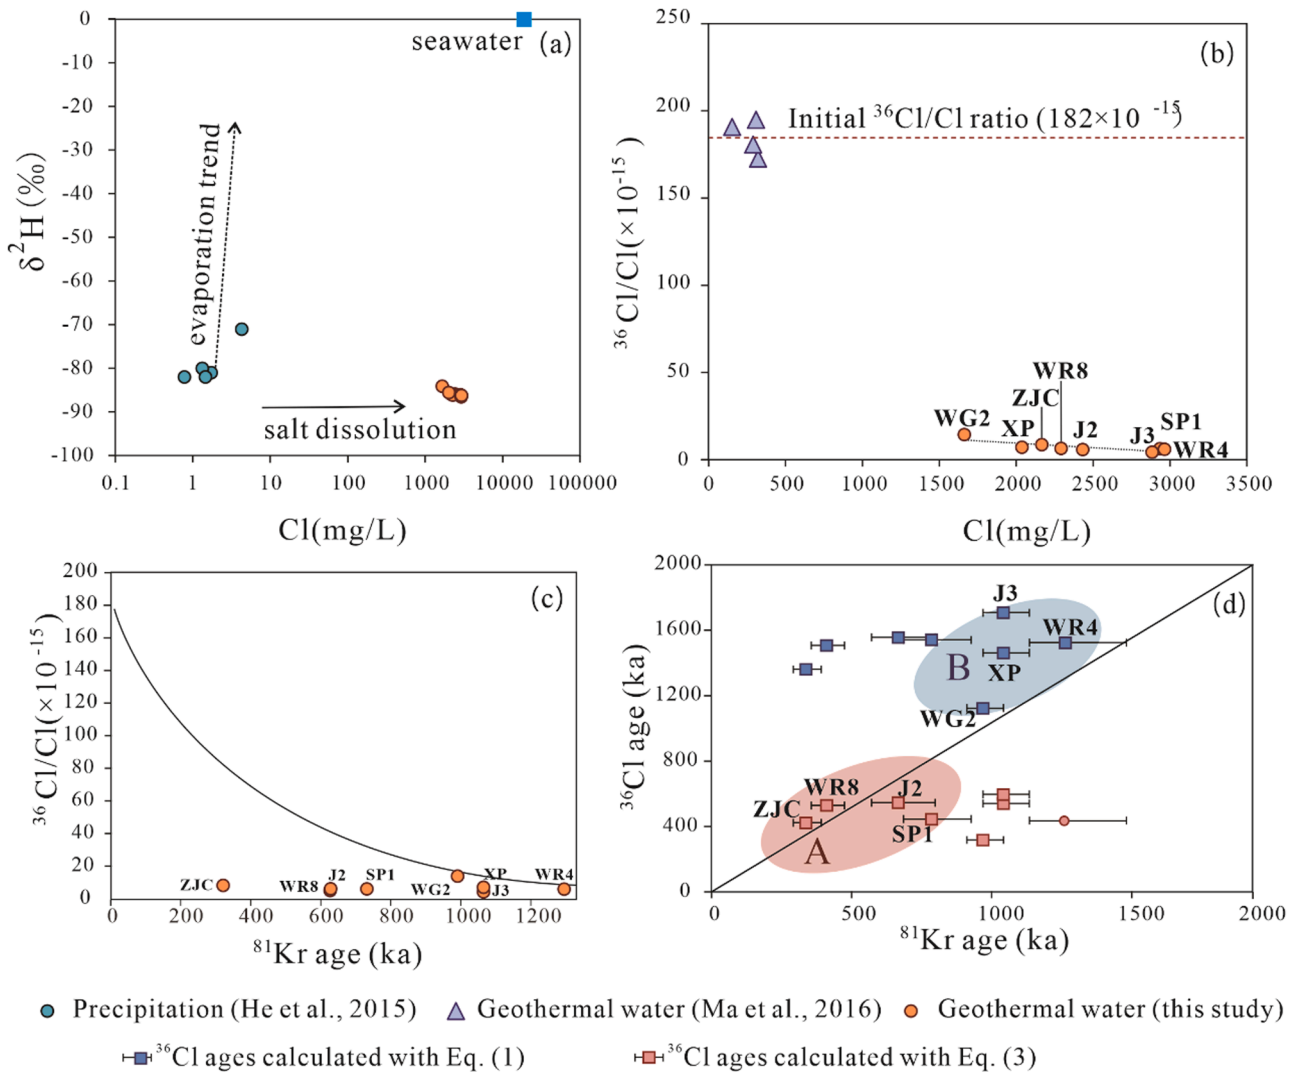 (a)
seawater
0
-10
-20
-30
-40
-50
-60
-70
-80
-90
-100
δ²H (‰)
evaporation trend
salt dissolution
0.1 1 10 100 1000 10000 100000
Cl(mg/L)
(b)
250
200
150
100
50
0
³⁶Cl/Cl(×10⁻¹⁵)
Initial ³⁶Cl/Cl ratio (182×10⁻¹⁵)
WR8
ZJC
WG2
XP
J2
J3
SP1
WR4
0 500 1000 1500 2000 2500 3000 3500
Cl(mg/L)
(c)
200
180
160
140
120
100
80
60
40
20
0
³⁶Cl/Cl(×10⁻¹⁵)
ZJC
WR8
J2
SP1
WG2
XP
J3
WR4
0 200 400 600 800 1000 1200
⁸¹Kr age (ka)
(d)
2000
1600
1200
800
400
0
³⁶Cl age (ka)
J3
WR4
B
XP
WG2
WR8
J2
ZJC
SP1
A
0 500 1000 1500 2000
⁸¹Kr age (ka)
Precipitation (He et al., 2015) Geothermal water (Ma et al., 2016) Geothermal water (this study)
³⁶Cl ages calculated with Eq. (1) ³⁶Cl ages calculated with Eq. (3)